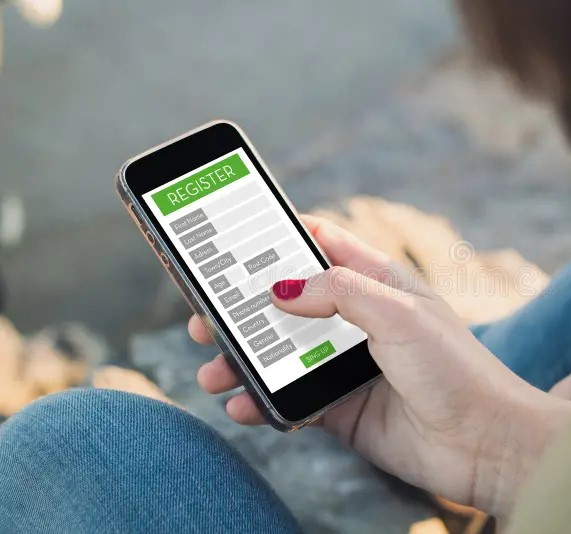 REGISTER
First Name
Last Name
Adress
Town/City Post Code
Age
Email
Phone number
Country
Gender
Nationality
SING UP
dreamstime